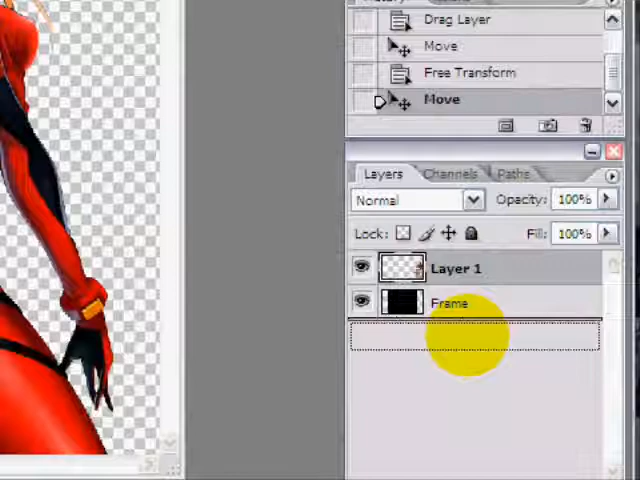 Drag Layer
Move
Free Transform
Move
Layers Channels Paths
Normal Opacity: 100%
Lock: Fill: 100%
Layer 1
Frame